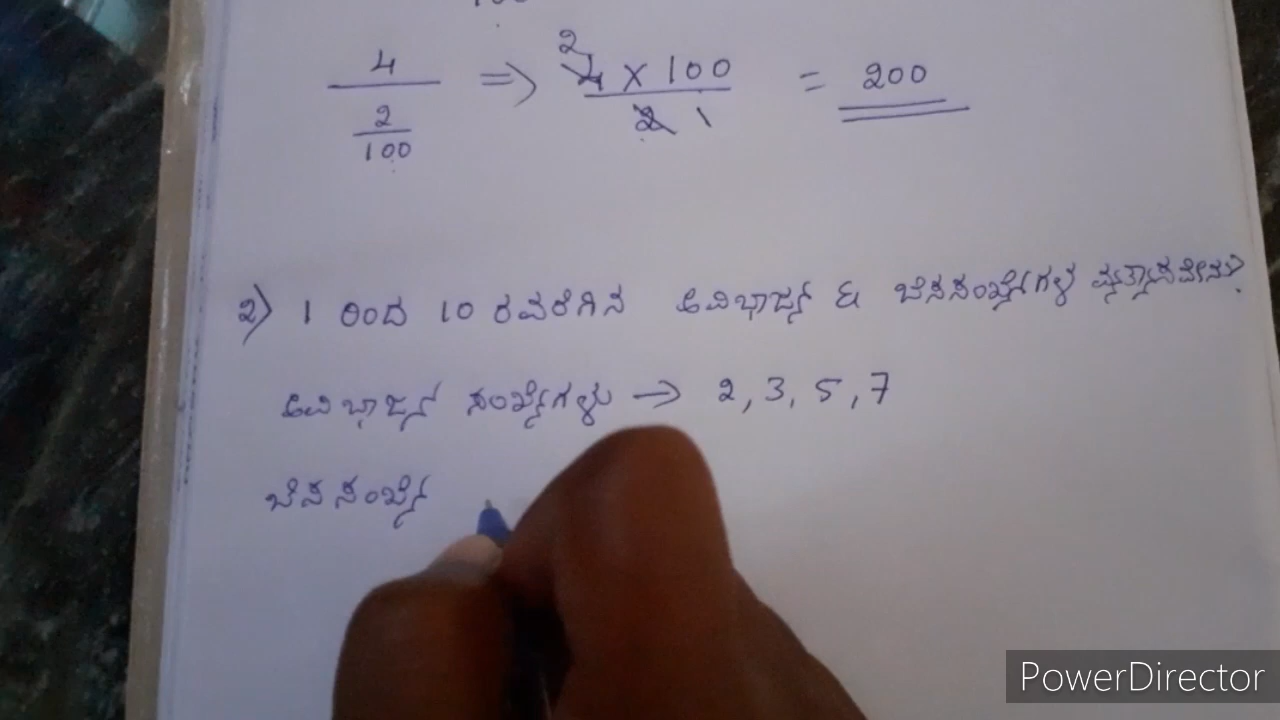 4 / (2/100) => 4 2 x 100 / 2 1 = 200
2) 1 ರಿಂದ 10 ರವರೆಗಿನ ಅವಿಭಾಜ್ಯ & ಬೆಸಸಂಖ್ಯೆಗಳ ವ್ಯತ್ಯಾಸವೇನು?
ಅವಿಭಾಜ್ಯ ಸಂಖ್ಯೆಗಳು → 2, 3, 5, 7
ಬೆಸಸಂಖ್ಯೆ
PowerDirector